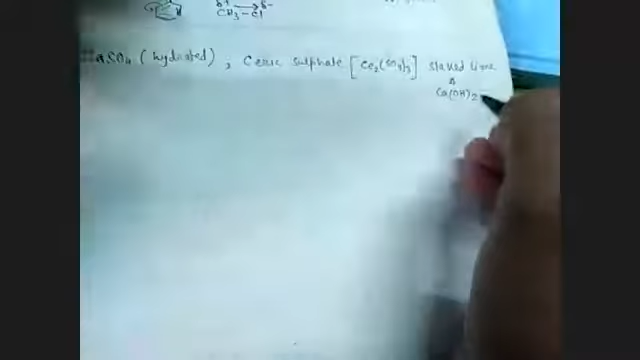 CH₃ – Cl
aSO₄ (hydrated), Ceric sulphate [Ce₂(SO₄)₃] slaked lime
Ca(OH)₂